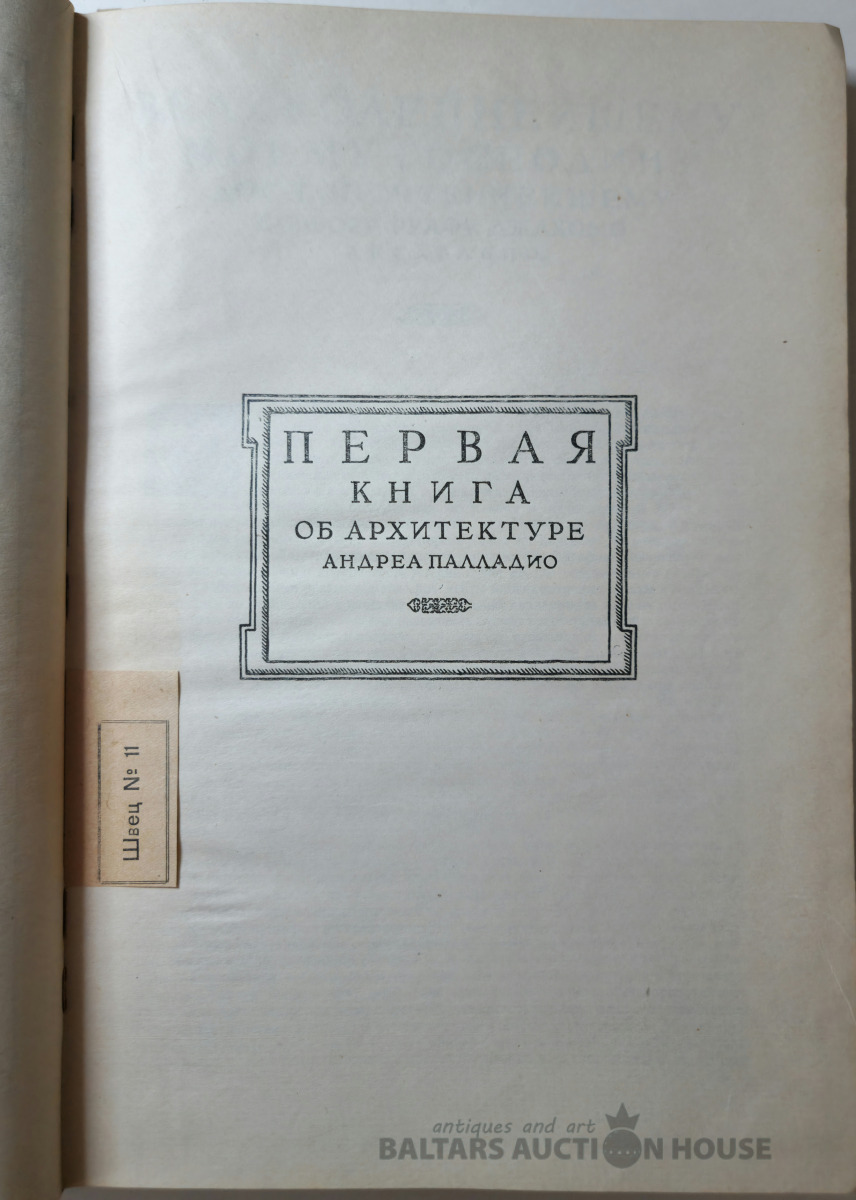 ПЕРВАЯ
КНИГА
ОБ АРХИТЕКТУРЕ
АНДРЕА ПАЛЛАДИО
Швец № 11
antiques and art
BALTARS AUCTION HOUSE